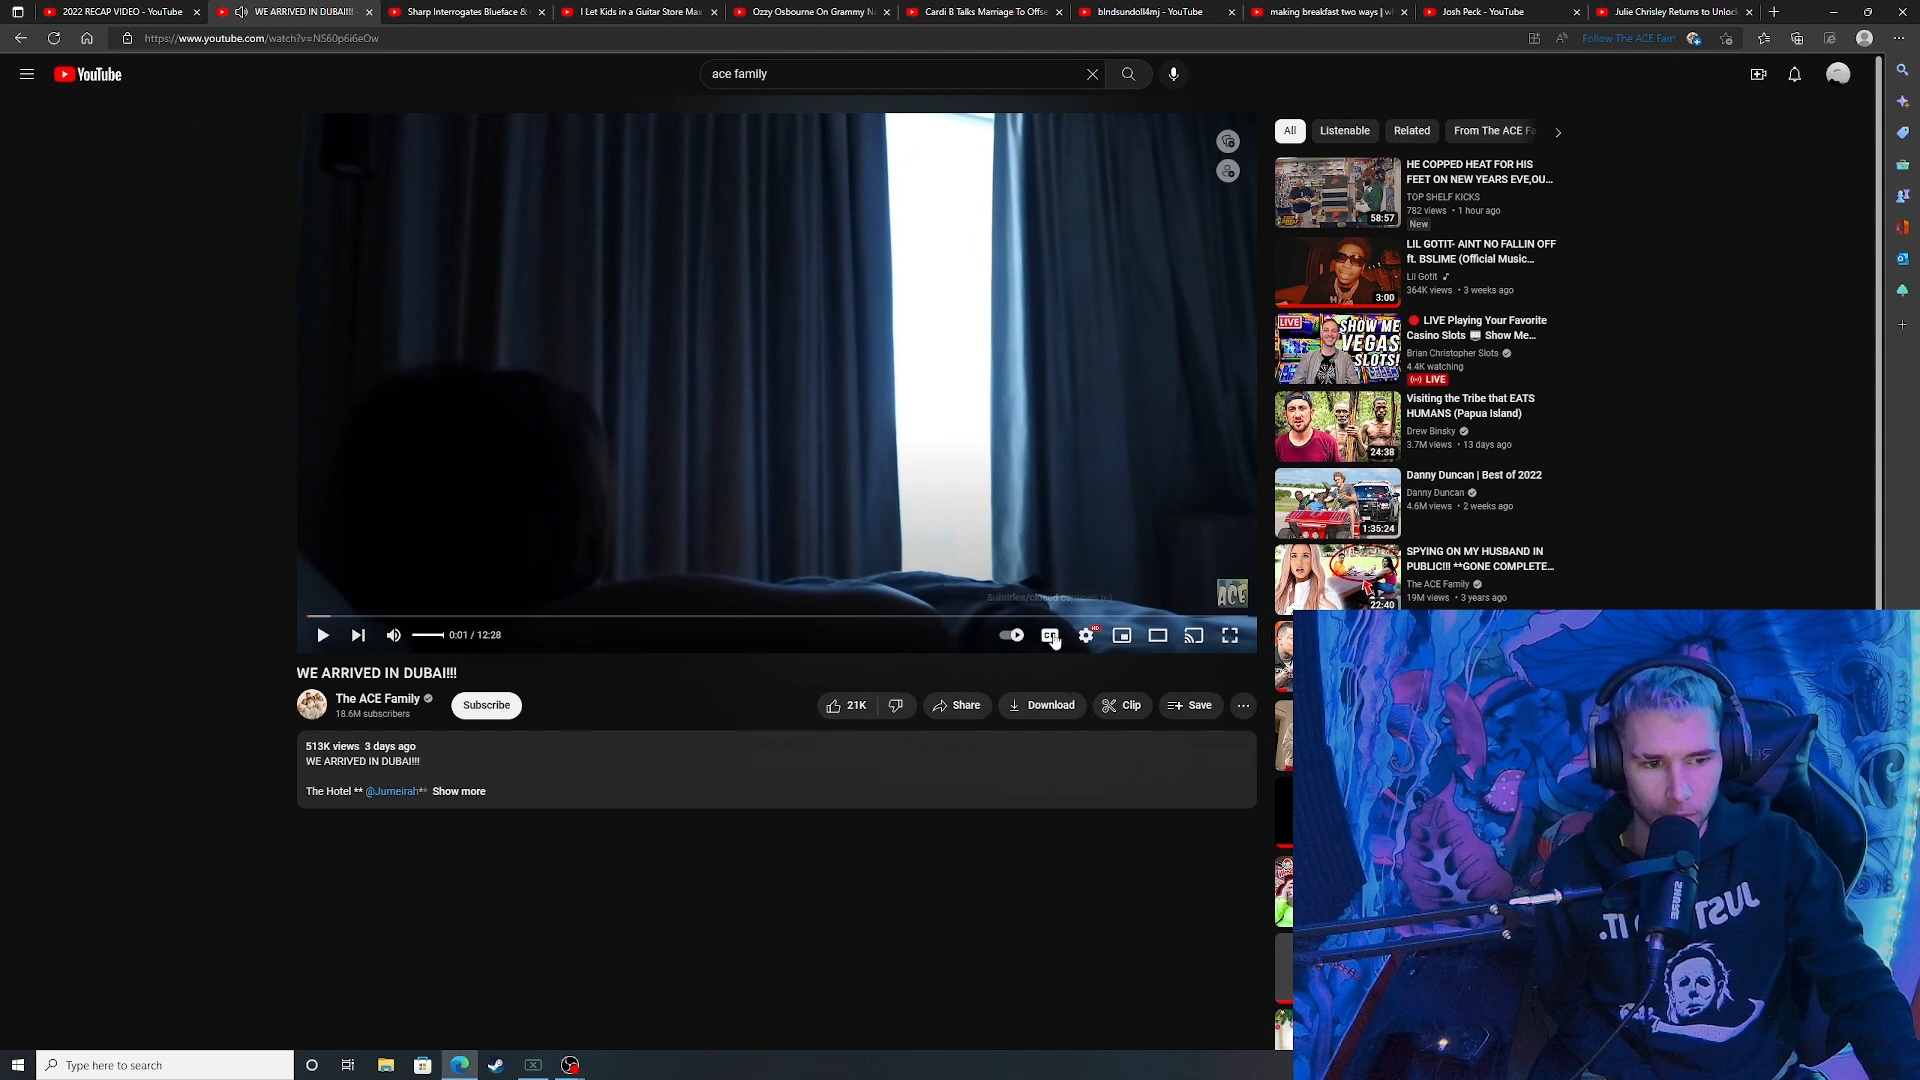 2022 RECAP VIDEO - YouTube
WE ARRIVED IN DUBAI!!! -
Sharp Interrogates Blueface &
I Let Kids in a Guitar Store Max
Ozzy Osbourne On Grammy N
Cardi B Talks Marriage To Offse
blndsundoll4mj - YouTube
making breakfast two ways | w
Josh Peck - YouTube
Julie Chrisley Returns to Unlock
https://www.youtube.com/watch?v=NS60p6i6eOw
Follow The ACE Fam
YouTube
ace family
All
Listenable
Related
From The ACE Fa
HE COPPED HEAT FOR HIS
FEET ON NEW YEARS EVE,OU...
TOP SHELF KICKS
782 views • 1 hour ago
New
58:57
LIL GOTIT- AINT NO FALLIN OFF
ft. BSLIME (Official Music...
Lil Gotit
364K views • 3 weeks ago
3:00
LIVE
SHOW ME
VEGAS
SLOTS!
LIVE Playing Your Favorite
Casino Slots Show Me...
Brian Christopher Slots
4.4K watching
LIVE
Visiting the Tribe that EATS
HUMANS (Papua Island)
Drew Binsky
3.7M views • 13 days ago
24:38
Danny Duncan | Best of 2022
Danny Duncan
4.6M views • 2 weeks ago
1:35:24
SPYING ON MY HUSBAND IN
PUBLIC!!! **GONE COMPLETE...
The ACE Family
19M views • 3 years ago
22:40
ACE
Subtitles/closed captions (c)
0:01 / 12:28
HD
WE ARRIVED IN DUBAI!!!
The ACE Family
18.6M subscribers
Subscribe
21K
Share
Download
Clip
Save
513K views 3 days ago
WE ARRIVED IN DUBAI!!!
The Hotel ** @Jumeirah** Show more
SHURE
JUST
IT.
Type here to search